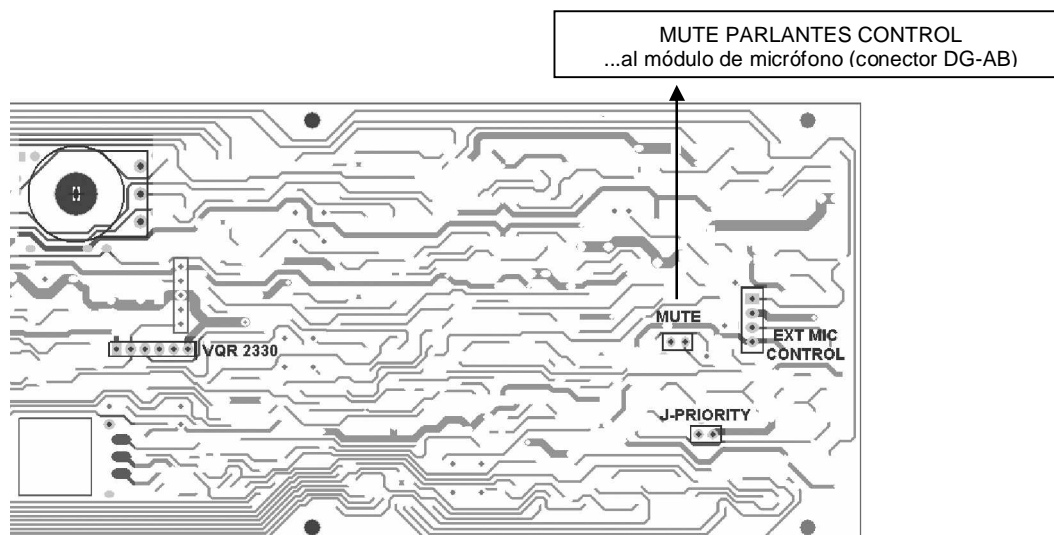 MUTE PARLANTES CONTROL
...al módulo de micrófono (conector DG-AB)
MUTE
EXT MIC
CONTROL
VQR 2330
J-PRIORITY